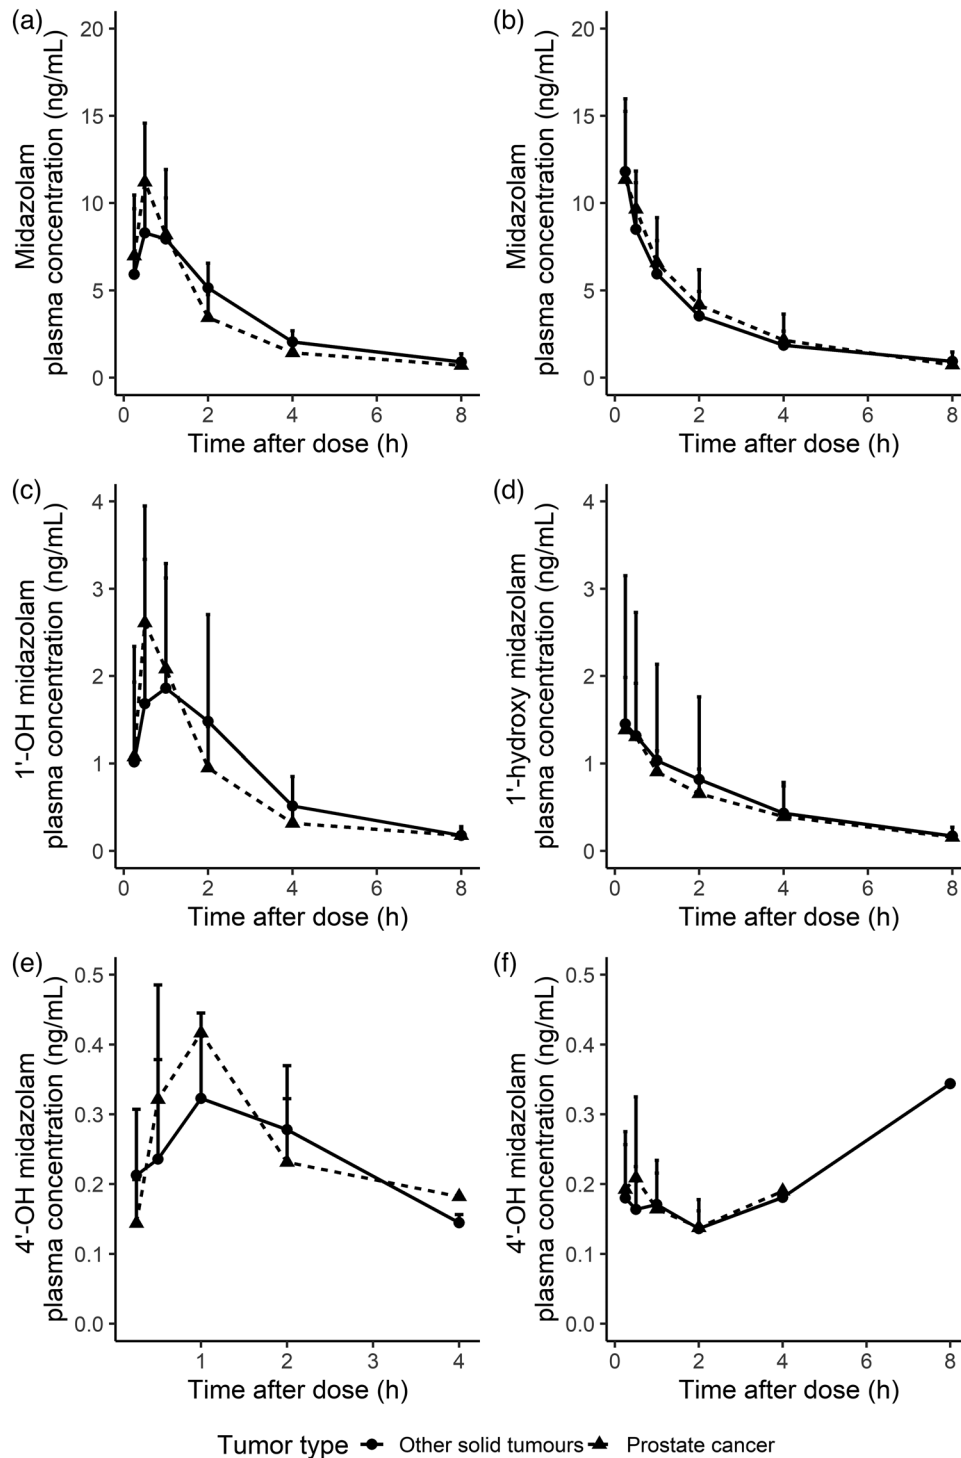 (a)
Midazolam
plasma concentration (ng/mL)
20
15
10
5
0
0 2 4 6 8
Time after dose (h)
(b)
Midazolam
plasma concentration (ng/mL)
20
15
10
5
0
0 2 4 6 8
Time after dose (h)
(c)
1'-OH midazolam
plasma concentration (ng/mL)
4
3
2
1
0
0 2 4 6 8
Time after dose (h)
(d)
1'-hydroxy midazolam
plasma concentration (ng/mL)
4
3
2
1
0
0 2 4 6 8
Time after dose (h)
(e)
4'-OH midazolam
plasma concentration (ng/mL)
0.5
0.4
0.3
0.2
0.1
0.0
1 2 3 4
Time after dose (h)
(f)
4'-OH midazolam
plasma concentration (ng/mL)
0.5
0.4
0.3
0.2
0.1
0.0
0 2 4 6 8
Time after dose (h)
Tumor type Other solid tumours Prostate cancer